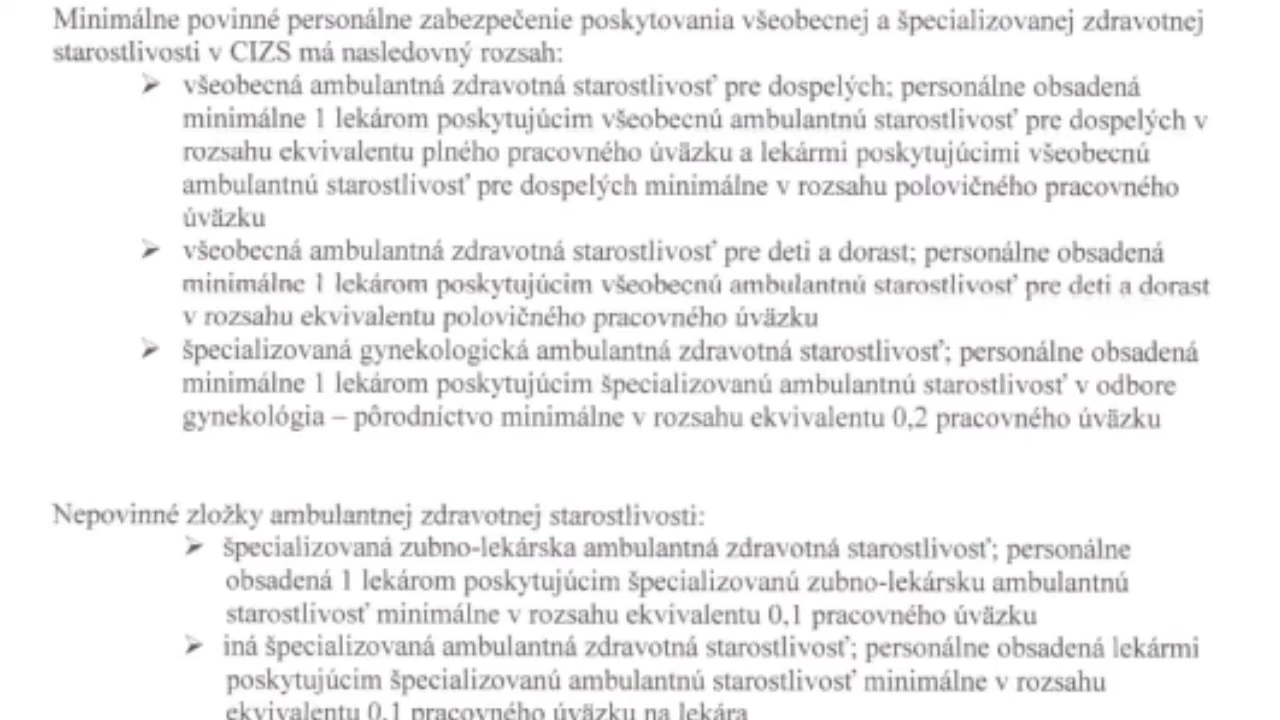 Minimálne povinné personálne zabezpečenie poskytovania všeobecnej a špecializovanej zdravotnej
starostlivosti v CIZS má nasledovný rozsah:
➢ všeobecná ambulantná zdravotná starostlivosť pre dospelých; personálne obsadená
minimálne 1 lekárom poskytujúcim všeobecnú ambulantnú starostlivosť pre dospelých v
rozsahu ekvivalentu plného pracovného úväzku a lekármi poskytujúcimi všeobecnú
ambulantnú starostlivosť pre dospelých minimálne v rozsahu polovičného pracovného
úväzku
➢ všeobecná ambulantná zdravotná starostlivosť pre deti a dorast; personálne obsadená
minimálne 1 lekárom poskytujúcim všeobecnú ambulantnú starostlivosť pre deti a dorast
v rozsahu ekvivalentu polovičného pracovného úväzku
➢ špecializovaná gynekologická ambulantná zdravotná starostlivosť; personálne obsadená
minimálne 1 lekárom poskytujúcim špecializovanú ambulantnú starostlivosť v odbore
gynekológia – pôrodníctvo minimálne v rozsahu ekvivalentu 0,2 pracovného úväzku
Nepovinné zložky ambulantnej zdravotnej starostlivosti:
➢ špecializovaná zubno-lekárska ambulantná zdravotná starostlivosť; personálne
obsadená 1 lekárom poskytujúcim špecializovanú zubno-lekársku ambulantnú
starostlivosť minimálne v rozsahu ekvivalentu 0,1 pracovného úväzku
➢ iná špecializovaná ambulantná zdravotná starostlivosť; personálne obsadená lekármi
poskytujúcim špecializovanú ambulantnú starostlivosť minimálne v rozsahu
ekvivalentu 0,1 pracovného úväzku na lekára